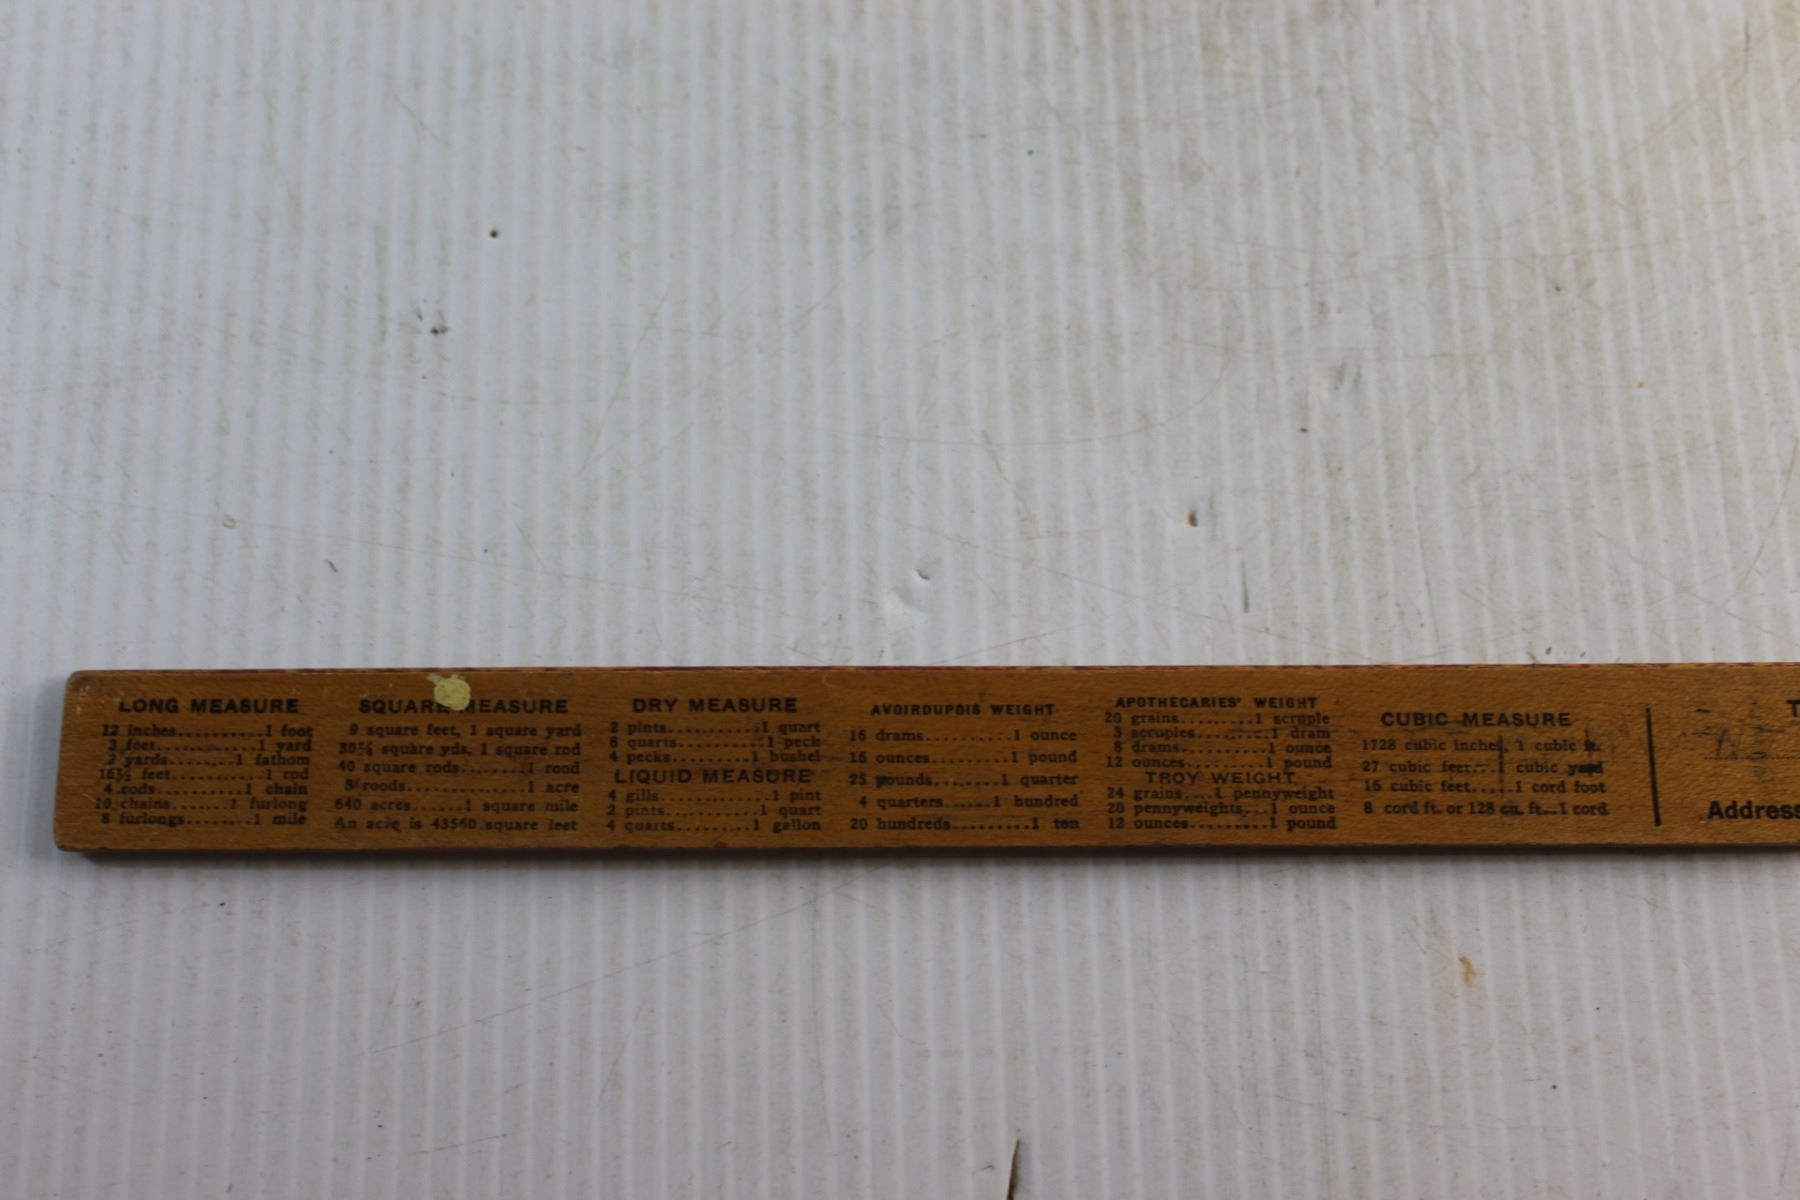 LONG MEASURE
12 inches..........1 foot
3 feet............1 yard
2 yards........1 fathom
16½ feet..........1 rod
4 rods..........1 chain
10 chains......1 furlong
8 furlongs........1 mile
SQUARE MEASURE
9 square feet, 1 square yard
30¼ square yds, 1 square rod
40 square rods........1 rood
roods..............1 acre
640 acres......1 square mile
An acre is 43560 square feet
DRY MEASURE
2 pints...........1 quart
8 quarts..........1 peck
4 pecks.........1 bushel
LIQUID MEASURE
4 gills............1 pint
2 pints...........1 quart
4 quarts........1 gallon
AVOIRDUPOIS WEIGHT
16 drams..........1 ounce
16 ounces.........1 pound
25 pounds.......1 quarter
4 quarters......1 hundred
20 hundreds.........1 ton
APOTHECARIES' WEIGHT
20 grains.........1 scruple
3 scruples........1 dram
8 drams...........1 ounce
12 ounces..........1 pound
TROY WEIGHT
24 grains....1 pennyweight
20 pennyweights...1 ounce
12 ounces.........1 pound
CUBIC MEASURE
1728 cubic inches, 1 cubic ft.
27 cubic feet.... cubic yard
16 cubic feet.....1 cord foot
8 cord ft. or 128 cu. ft...1 cord
T
Address